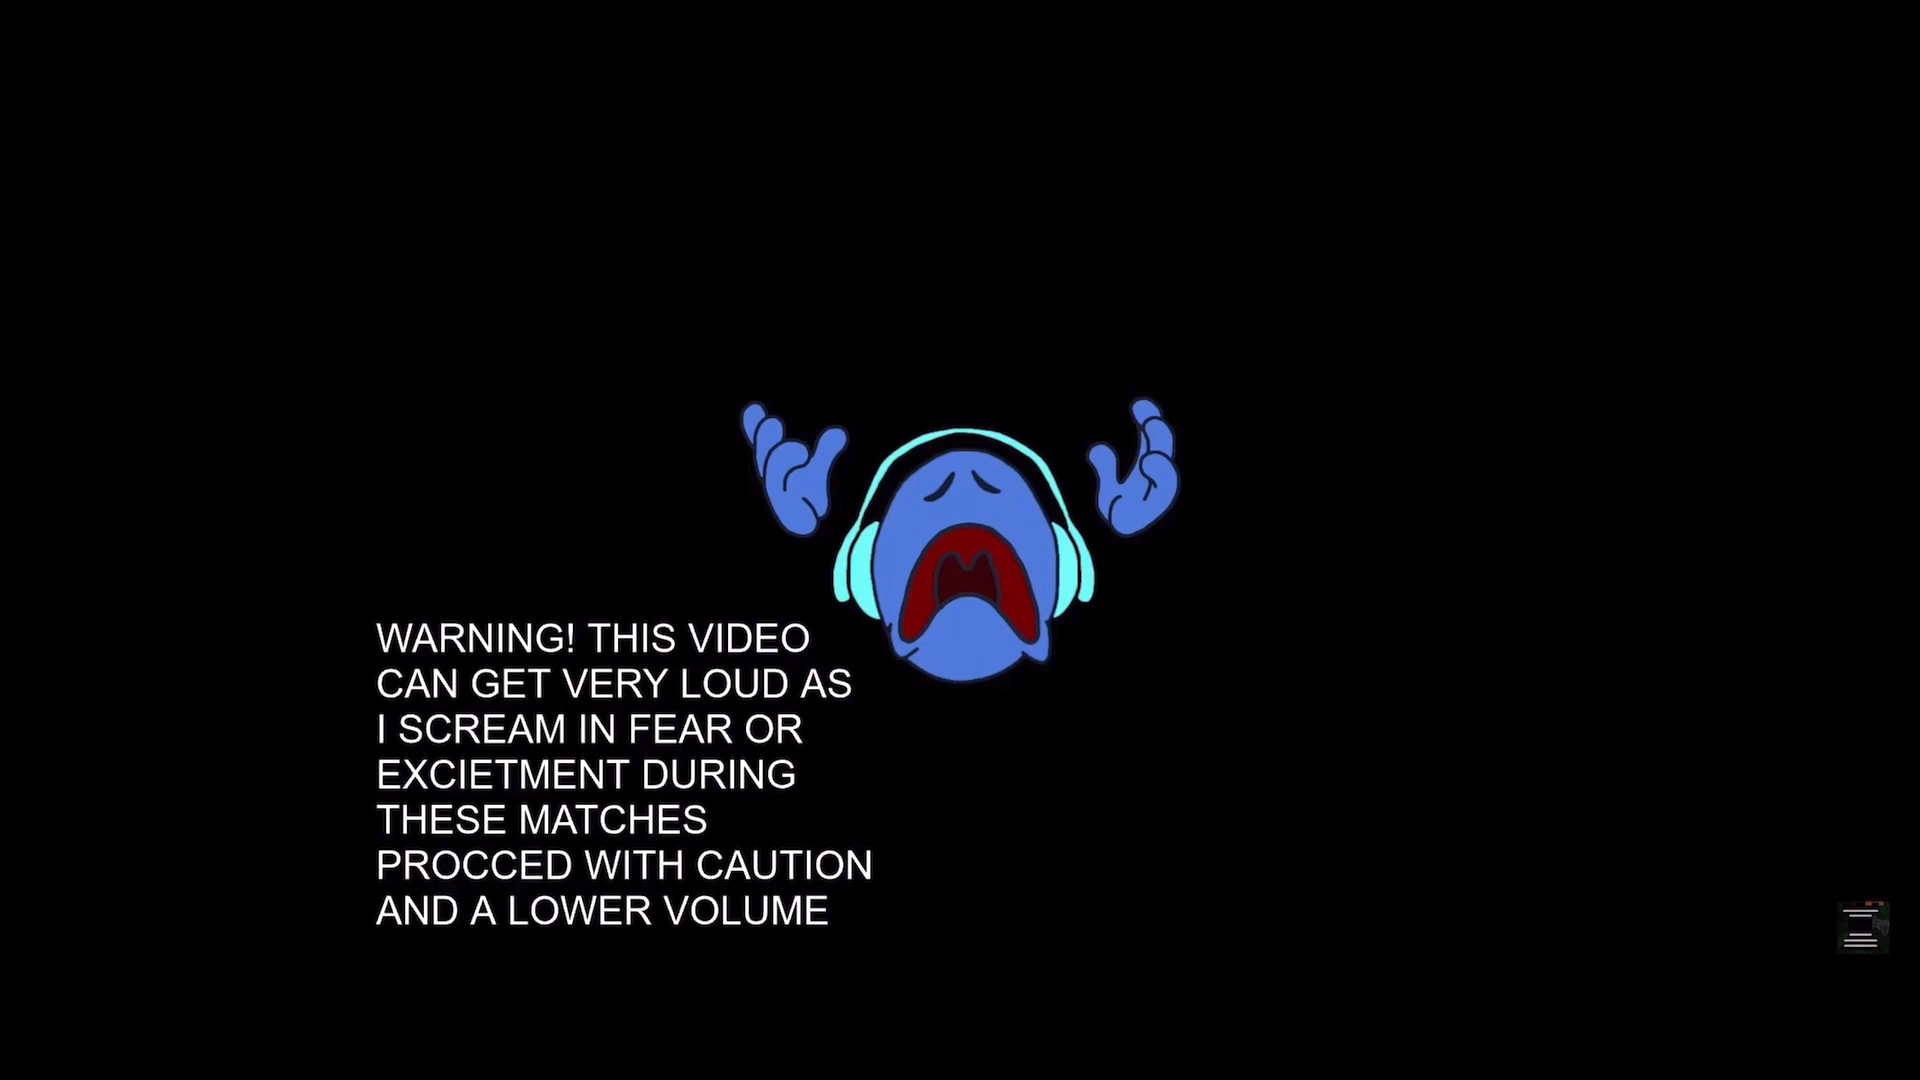 WARNING! THIS VIDEO
CAN GET VERY LOUD AS
I SCREAM IN FEAR OR
EXCIETMENT DURING
THESE MATCHES
PROCCED WITH CAUTION
AND A LOWER VOLUME